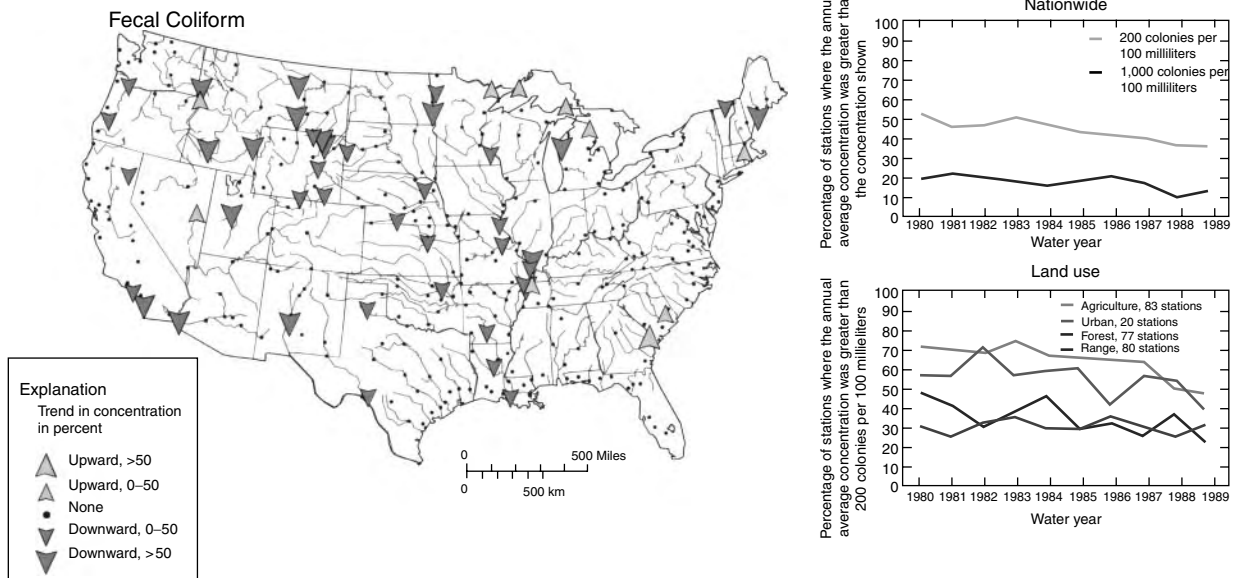 Fecal Coliform
Explanation
Trend in concentration
in percent
Upward, >50
Upward, 0–50
None
Downward, 0–50
Downward, >50
0 500 Miles
0 500 km
Nationwide
Percentage of stations where the annual
average concentration was greater than
the concentration shown
100
90
80
70
60
50
40
30
20
10
0
200 colonies per
100 milliliters
1,000 colonies per
100 milliliters
1980 1981 1982 1983 1984 1985 1986 1987 1988 1989
Water year
Land use
Percentage of stations where the annual
average concentration was greater than
200 colonies per 100 millieliters
100
90
80
70
60
50
40
30
20
10
0
Agriculture, 83 stations
Urban, 20 stations
Forest, 77 stations
Range, 80 stations
1980 1981 1982 1983 1984 1985 1986 1987 1988 1989
Water year